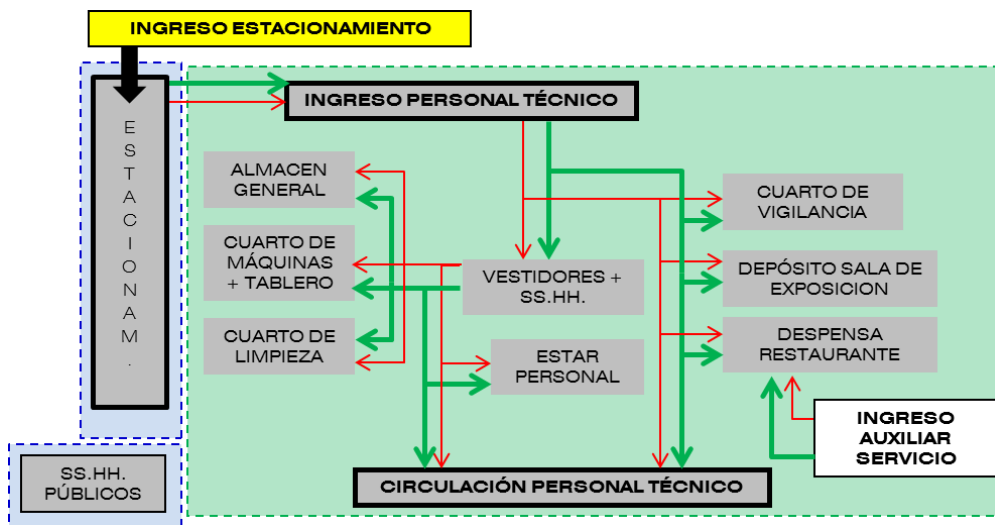 INGRESO ESTACIONAMIENTO
ESTACIONAM.
INGRESO PERSONAL TÉCNICO
ALMACEN
GENERAL
CUARTO DE
MÁQUINAS
+ TABLERO
CUARTO DE
LIMPIEZA
VESTIDORES +
SS.HH.
ESTAR
PERSONAL
CUARTO DE
VIGILANCIA
DEPÓSITO SALA DE
EXPOSICION
DESPENSA
RESTAURANTE
INGRESO
AUXILIAR
SERVICIO
SS.HH.
PÚBLICOS
CIRCULACIÓN PERSONAL TÉCNICO